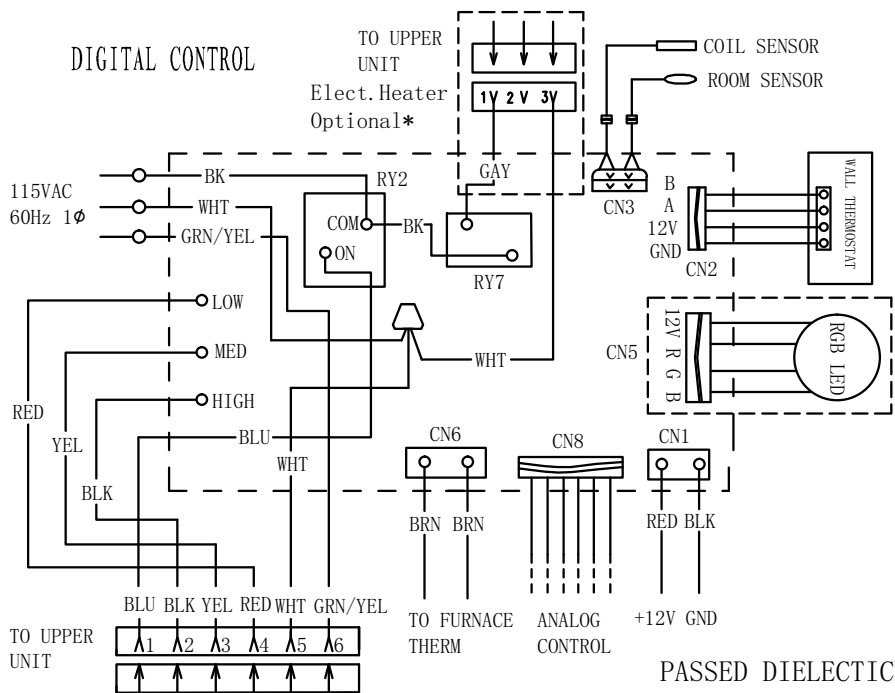 DIGITAL CONTROL
TO UPPER
UNIT
Elect.Heater
Optional*
1V 2V 3V
COIL SENSOR
ROOM SENSOR
GAY
115VAC
60Hz 1ø
BK
WHT
GRN/YEL
RY2
COM
ON
BK
RY7
CN3
B
A
12V
GND
CN2
WALL THERMOSTAT
LOW
MED
HIGH
WHT
CN5
12V R G B
RGB LED
RED
YEL
BLK
BLU
WHT
CN6
CN8
CN1
BRN
BRN
RED
BLK
BLU BLK YEL RED WHT GRN/YEL
1 2 3 4 5 6
TO UPPER
UNIT
TO FURNACE
THERM
ANALOG
CONTROL
+12V GND
PASSED DIELECTIC